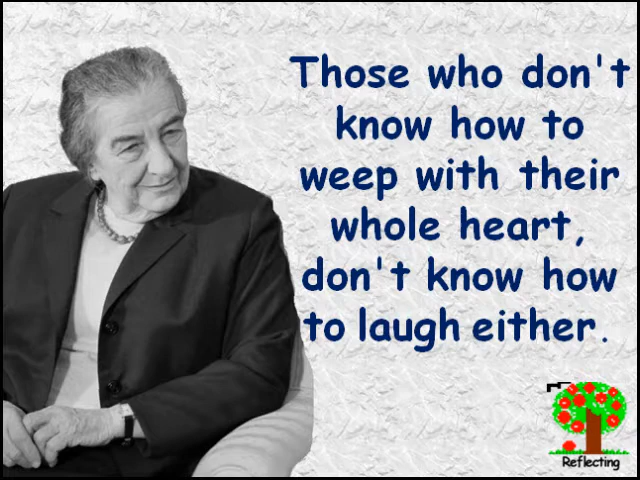 Those who don't
know how to
weep with their
whole heart,
don't know how
to laugh either.
Reflecting